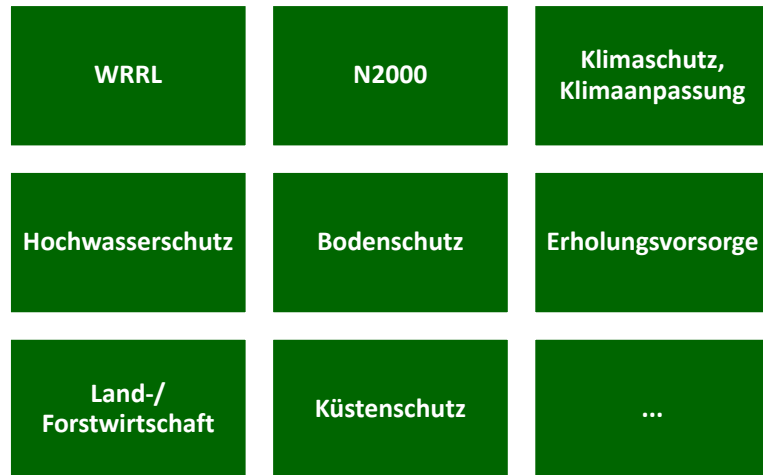 WRRL
N2000
Klimaschutz,
Klimaanpassung
Hochwasserschutz
Bodenschutz
Erholungsvorsorge
Land-/
Forstwirtschaft
Küstenschutz
...